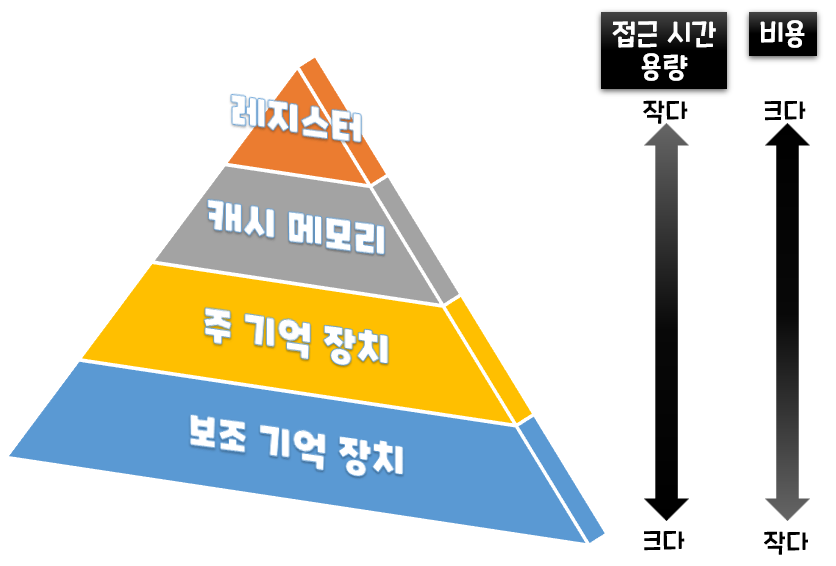 접근 시간
용량
비용
작다
크다
레지스터
캐시 메모리
주 기억 장치
보조 기억 장치
크다
작다